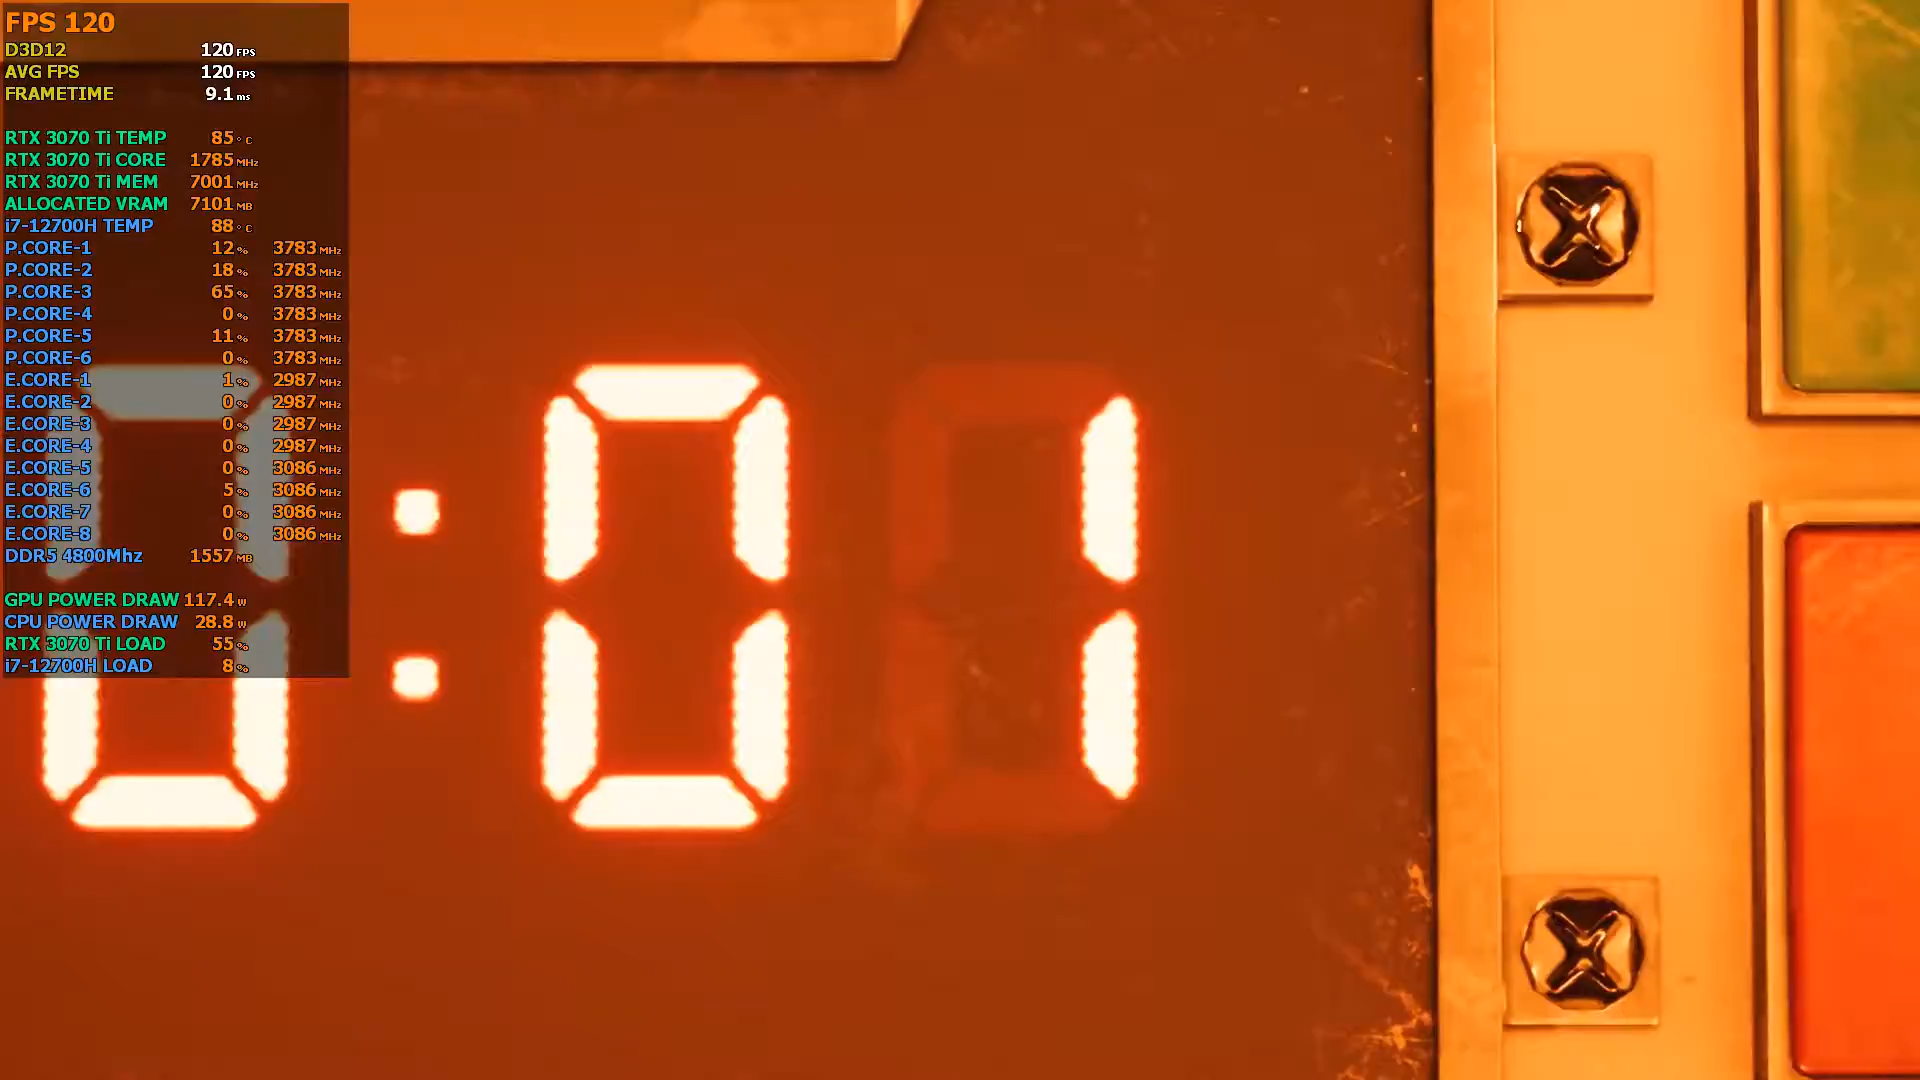 FPS 120
D3D12 120 FPS
AVG FPS 120 FPS
FRAMETIME 9.1 ms
RTX 3070 Ti TEMP 85 °C
RTX 3070 Ti CORE 1785 MHz
RTX 3070 Ti MEM 7001 MHz
ALLOCATED VRAM 7101 MB
i7-12700H TEMP 88 °C
P.CORE-1 12 % 3783 MHz
P.CORE-2 18 % 3783 MHz
P.CORE-3 65 % 3783 MHz
P.CORE-4 0 % 3783 MHz
P.CORE-5 11 % 3783 MHz
P.CORE-6 0 % 3783 MHz
E.CORE-1 1 % 2987 MHz
E.CORE-2 0 % 2987 MHz
E.CORE-3 0 % 2987 MHz
E.CORE-4 0 % 2987 MHz
E.CORE-5 0 % 3086 MHz
E.CORE-6 5 % 3086 MHz
E.CORE-7 0 % 3086 MHz
E.CORE-8 0 % 3086 MHz
DDR5 4800Mhz 1557 MB
GPU POWER DRAW 117.4 W
CPU POWER DRAW 28.8 W
RTX 3070 Ti LOAD 55 %
i7-12700H LOAD 8 %
0:01